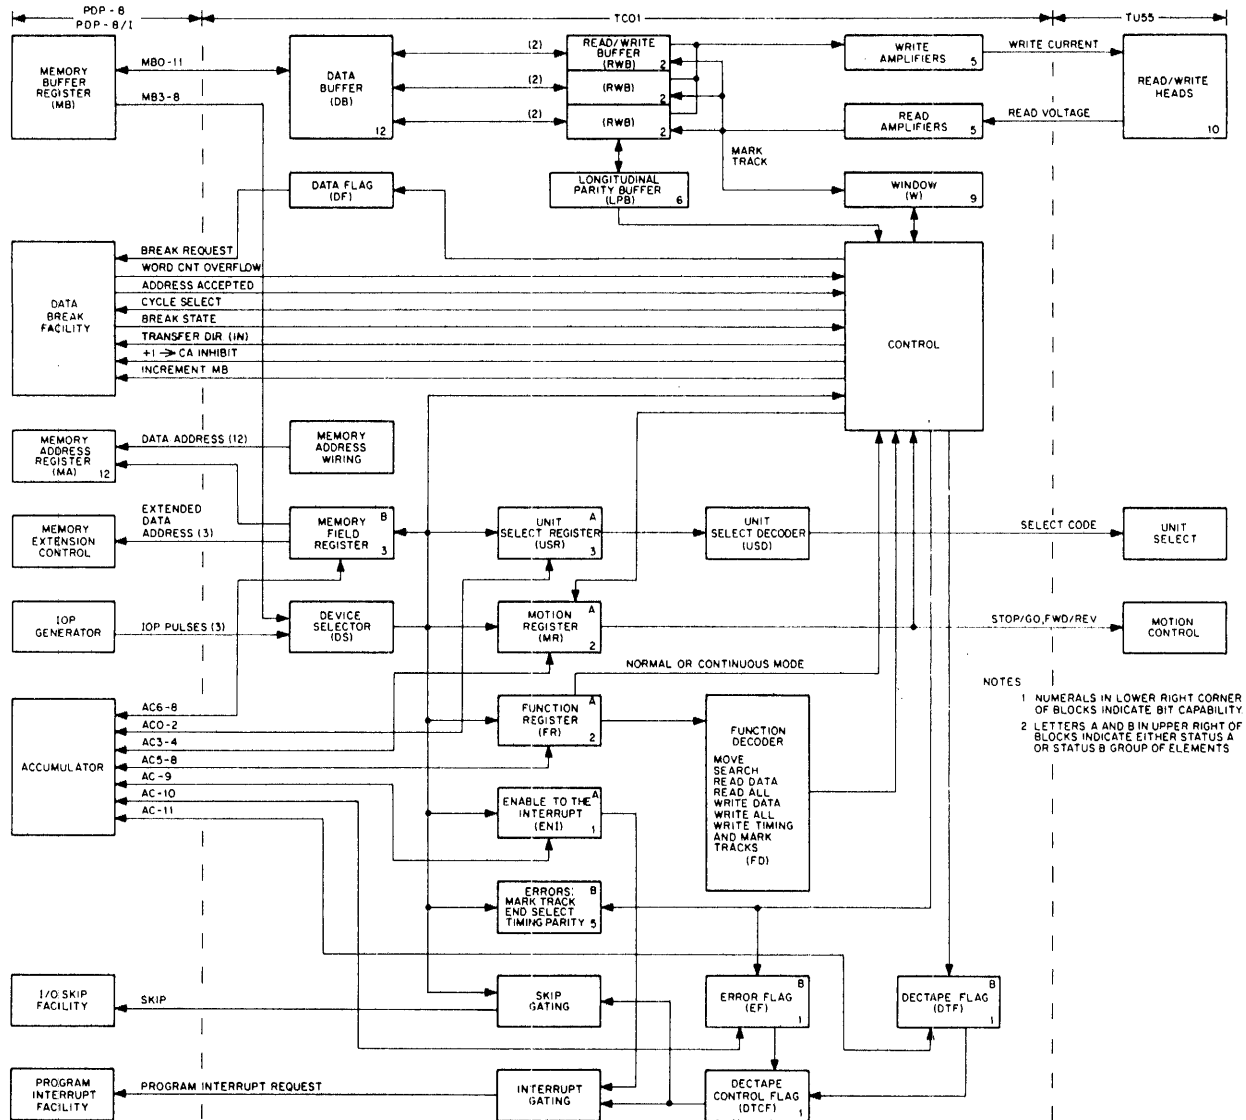 PDP-8
PDP-8/I
TC01
TU55
MEMORY
BUFFER
REGISTER
(MB)
MB0-11
MB3-8
DATA
BUFFER
(DB)
12
(2)
(2)
(2)
READ/WRITE
BUFFER
(RWB)
2
(RWB)
2
(RWB)
2
WRITE
AMPLIFIERS
5
WRITE CURRENT
READ
AMPLIFIERS
5
READ VOLTAGE
READ/WRITE
HEADS
10
MARK
TRACK
DATA FLAG
(DF)
LONGITUDINAL
PARITY BUFFER
(LPB)
6
WINDOW
(W)
9
DATA
BREAK
FACILITY
BREAK REQUEST
WORD CNT OVERFLOW
ADDRESS ACCEPTED
CYCLE SELECT
BREAK STATE
TRANSFER DIR (IN)
+1 → CA INHIBIT
INCREMENT MB
CONTROL
MEMORY
ADDRESS
REGISTER
(MA)
12
DATA ADDRESS (12)
MEMORY
ADDRESS
WIRING
MEMORY
EXTENSION
CONTROL
EXTENDED
DATA
ADDRESS (3)
B
MEMORY
FIELD
REGISTER
3
A
UNIT
SELECT REGISTER
(USR)
3
UNIT
SELECT DECODER
(USD)
SELECT CODE
UNIT
SELECT
IOP
GENERATOR
IOP PULSES (3)
DEVICE
SELECTOR
(DS)
A
MOTION
REGISTER
(MR)
2
STOP/GO,FWD/REV
MOTION
CONTROL
NORMAL OR CONTINUOUS MODE
ACCUMULATOR
AC6-8
AC0-2
AC3-4
AC5-8
AC-9
AC-10
AC-11
A
FUNCTION
REGISTER
(FR)
2
FUNCTION
DECODER
MOVE
SEARCH
READ DATA
READ ALL
WRITE DATA
WRITE ALL
WRITE TIMING
AND MARK
TRACKS
(FD)
NOTES
1 NUMERALS IN LOWER RIGHT CORNER
OF BLOCKS INDICATE BIT CAPABILITY
2 LETTERS A AND B IN UPPER RIGHT OF
BLOCKS INDICATE EITHER STATUS A
OR STATUS B GROUP OF ELEMENTS
A
ENABLE TO THE
INTERRUPT
(ENI)
1
B
ERRORS:
MARK TRACK
END SELECT
TIMING PARITY
5
I/O SKIP
FACILITY
SKIP
SKIP
GATING
B
ERROR FLAG
(EF)
1
B
DECTAPE FLAG
(DTF)
1
PROGRAM
INTERRUPT
FACILITY
PROGRAM INTERRUPT REQUEST
INTERRUPT
GATING
DECTAPE
CONTROL FLAG
(DTCF)
1